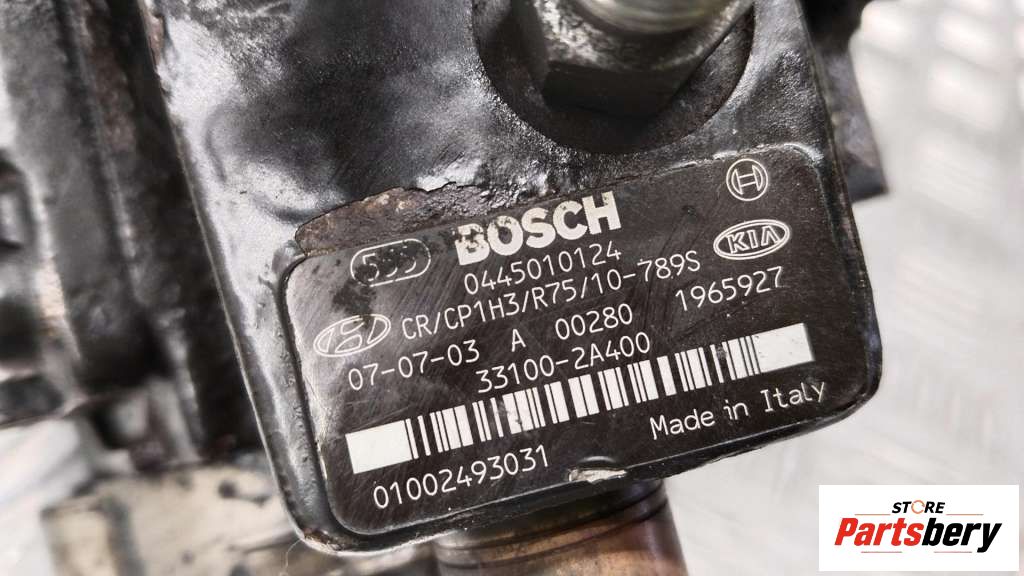 BOSCH
0445010124
CR/CP1H3/R75/10-789S
KIA
07-07-03 A 00280 1965927
33100-2A400
01002493031 Made in Italy
STORE
Partsbery